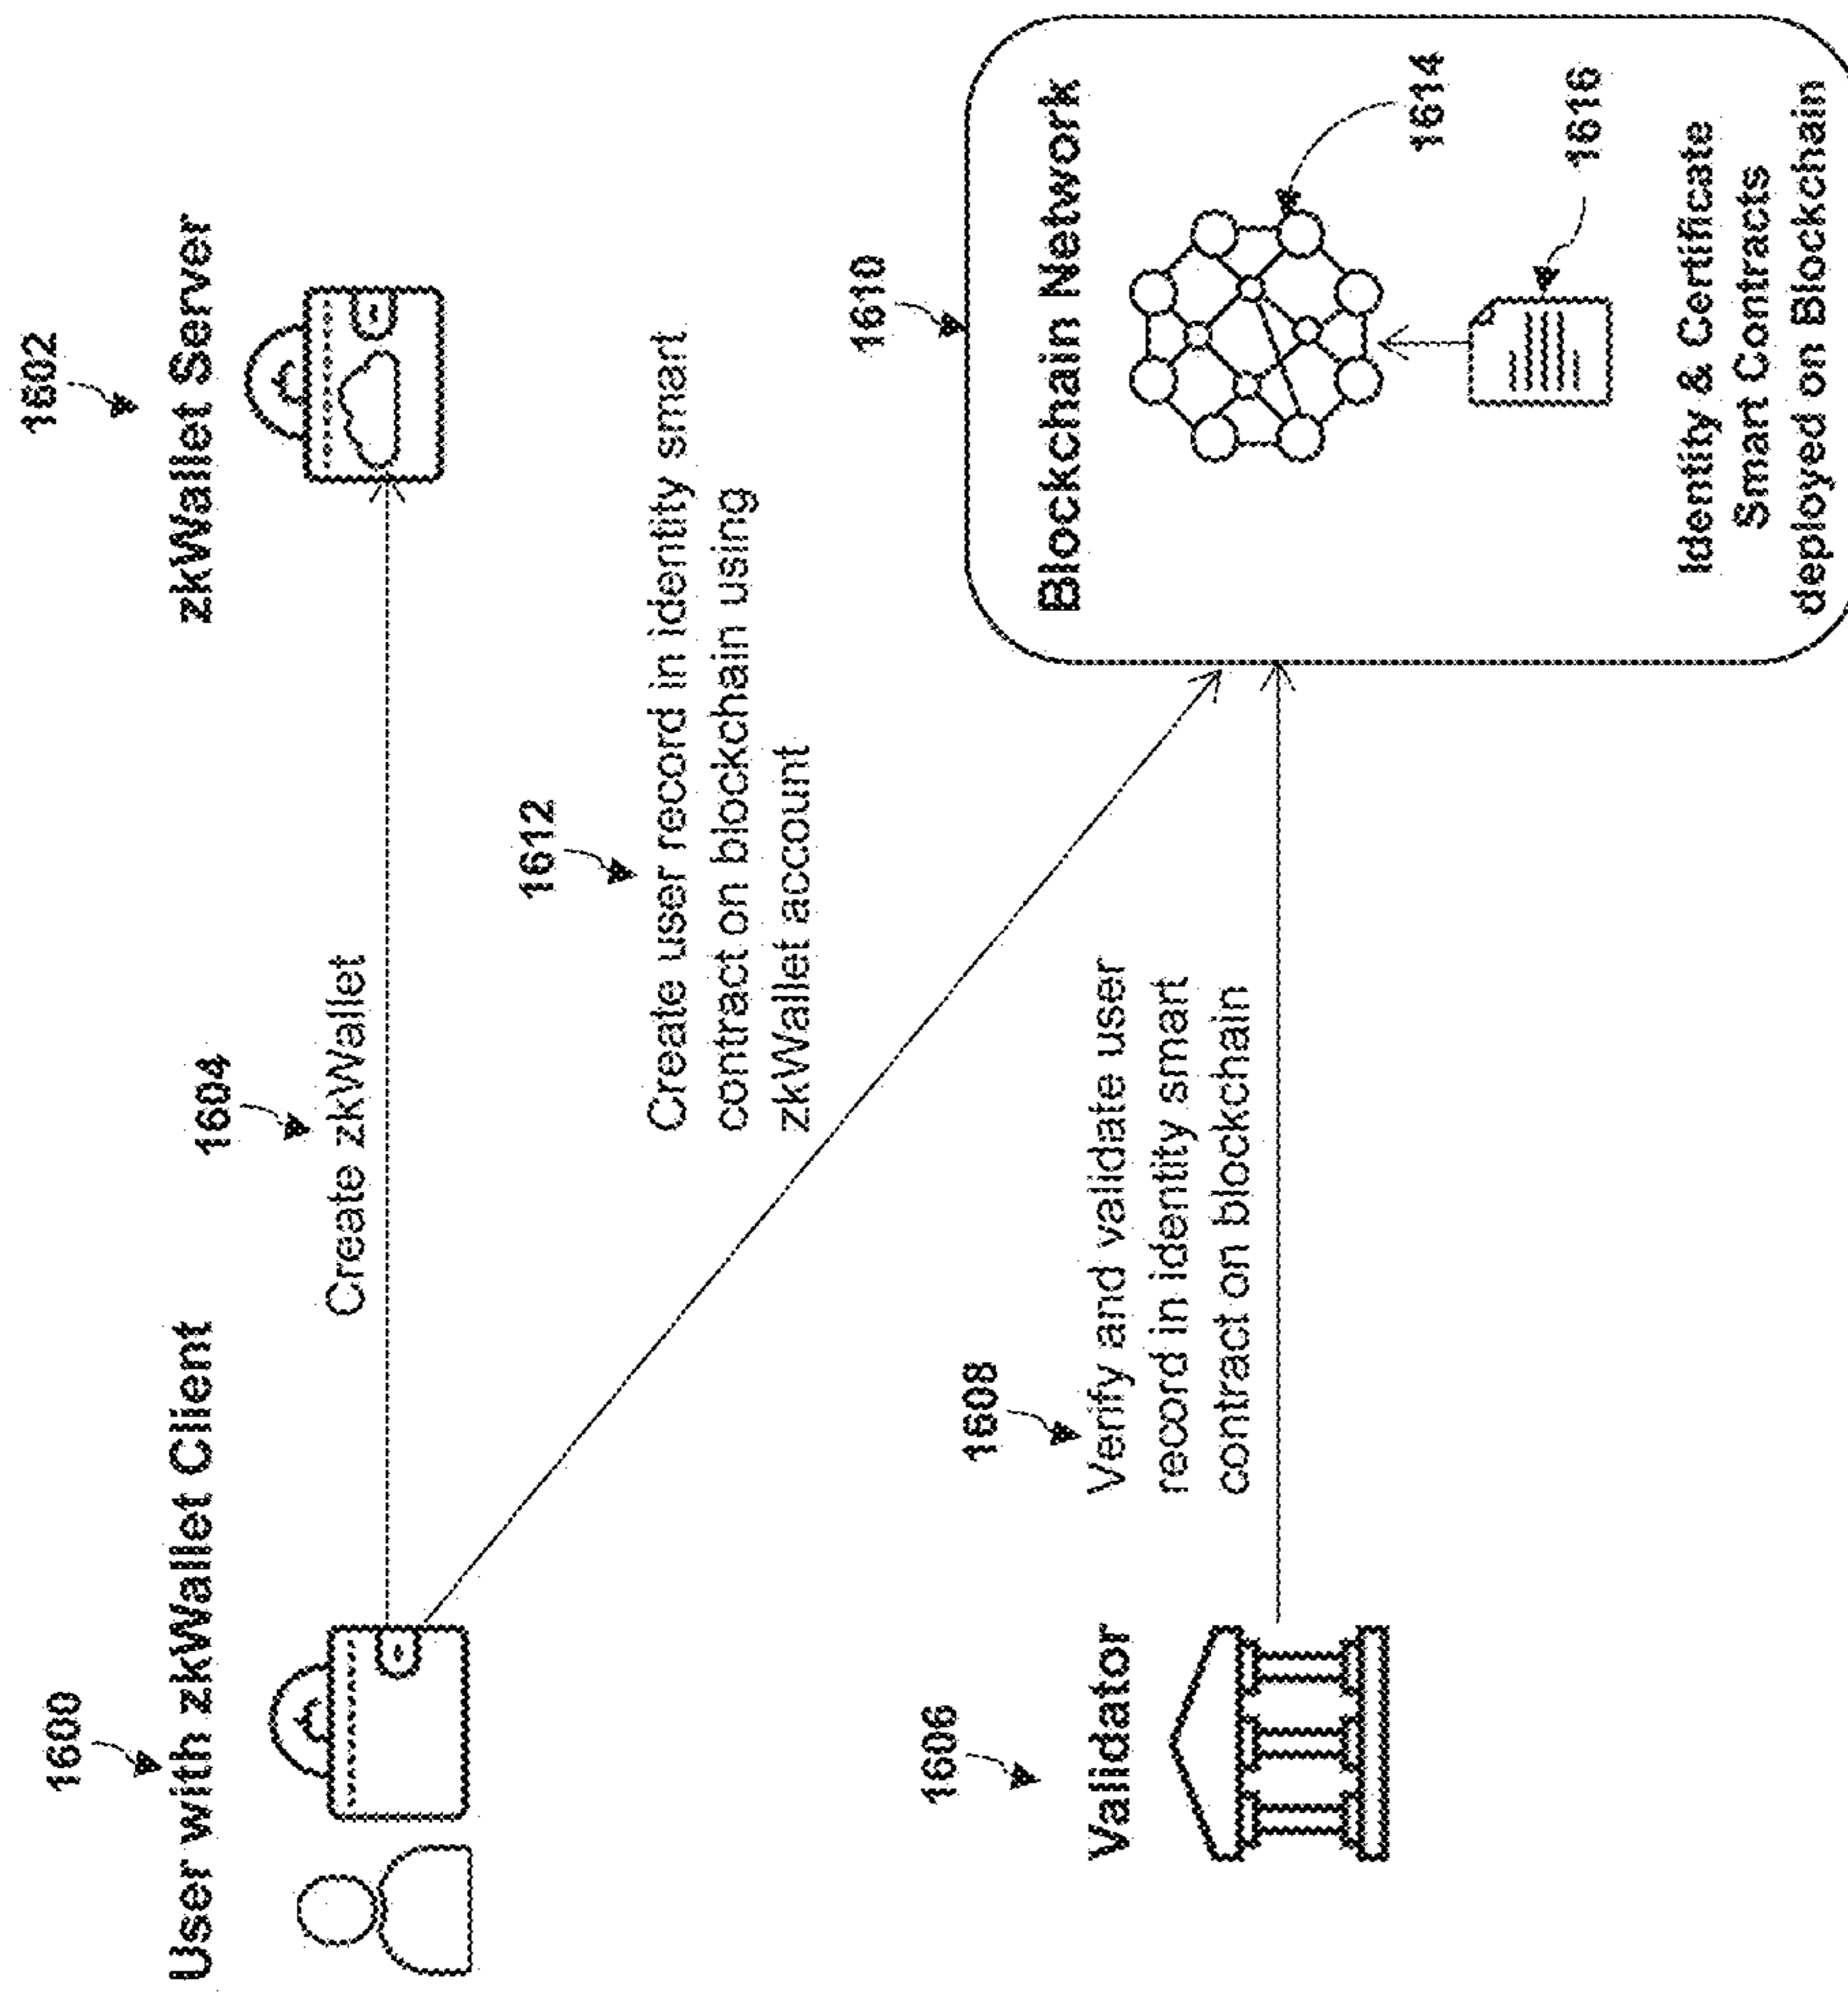 1600
User with zkWallet Client
1604
Create zkWallet
1602
zkWallet Server
1612
Create user record in identity smart
contract on blockchain using
zkWallet account
1606
Validator
1608
Verify and validate user
record in identity smart
contract on blockchain
1610
Blockchain Network
1614
1616
Identity & Certificate
Smart Contracts
deployed on Blockchain